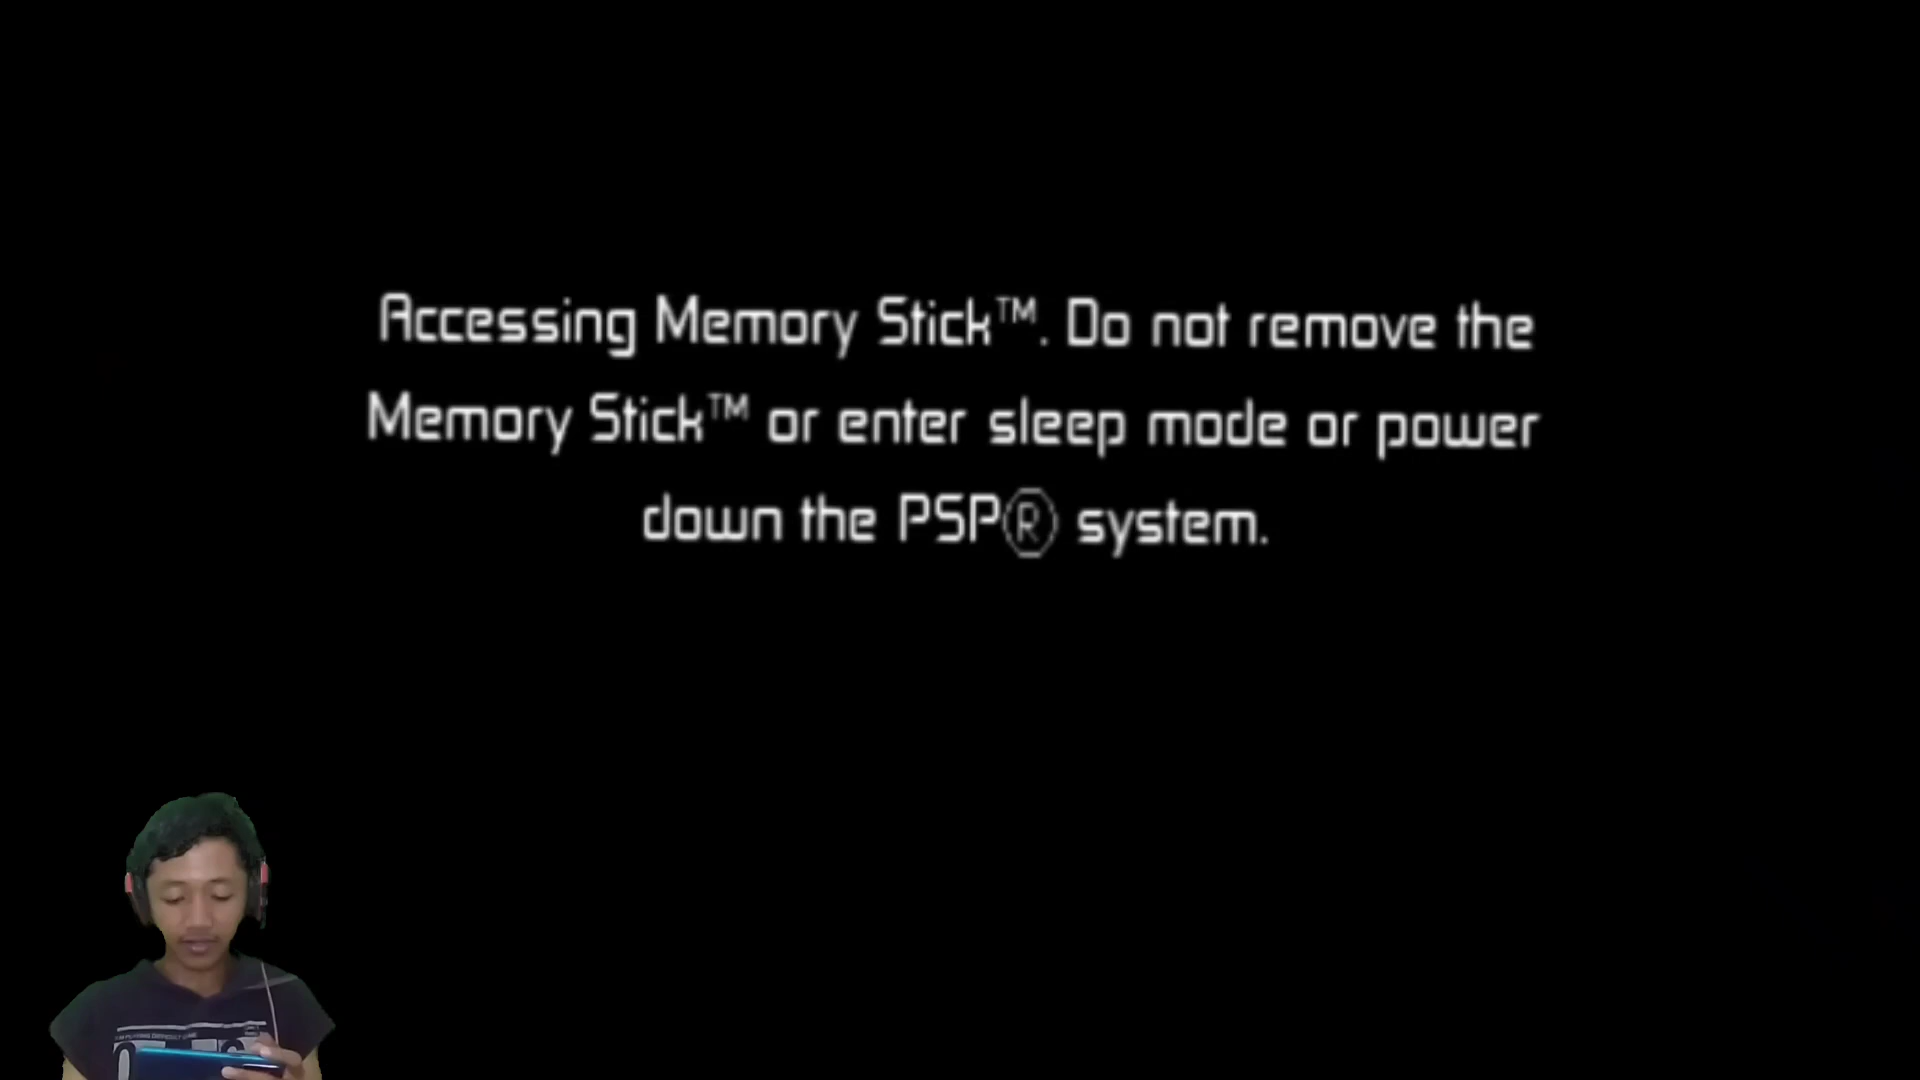 Accessing Memory Stick™. Do not remove the
Memory Stick™ or enter sleep mode or power
down the PSP® system.